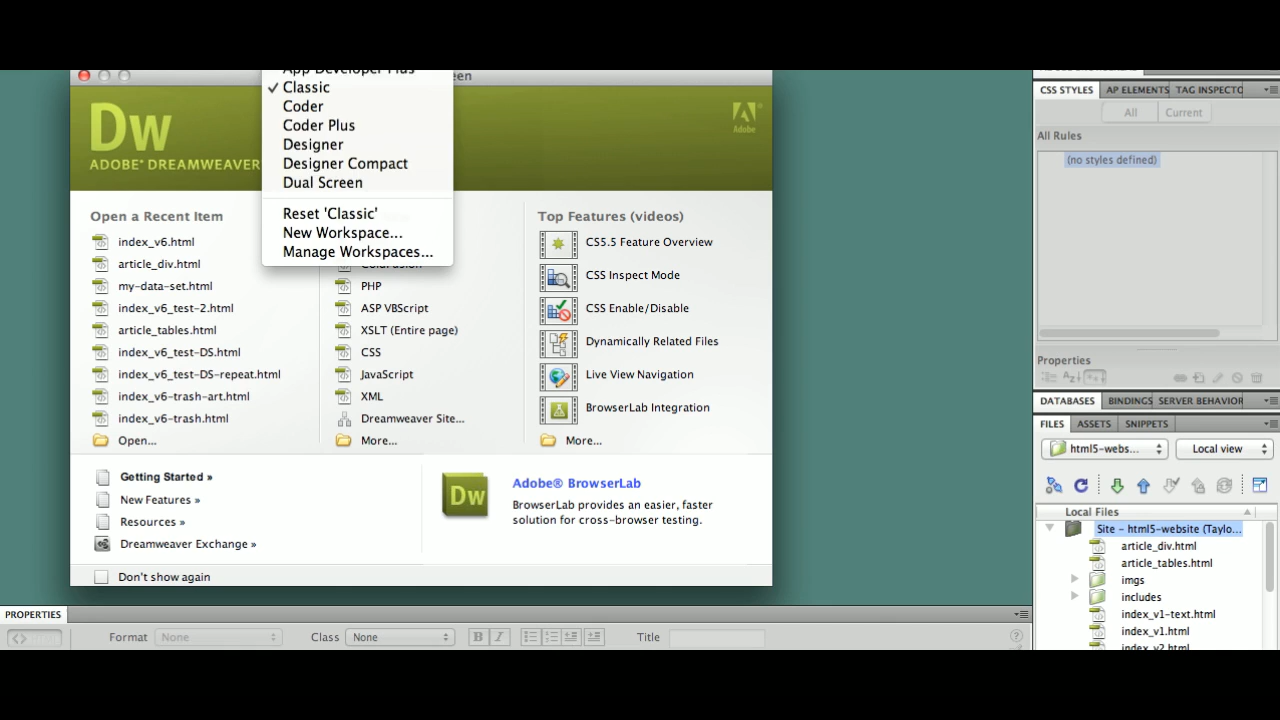 App Developer Plus
Classic
Coder
Coder Plus
Designer
Designer Compact
Dual Screen
Reset 'Classic'
New Workspace...
Manage Workspaces...
een
Dw
ADOBE® DREAMWEAVER
Adobe
Open a Recent Item
index_v6.html
article_div.html
my-data-set.html
index_v6_test-2.html
article_tables.html
index_v6_test-DS.html
index_v6_test-DS-repeat.html
index_v6_trash-art.html
index_v6-trash.html
Open...
ColdFusion
PHP
ASP VBScript
XSLT (Entire page)
CSS
JavaScript
XML
Dreamweaver Site...
More...
Top Features (videos)
CS5.5 Feature Overview
CSS Inspect Mode
CSS Enable/Disable
Dynamically Related Files
Live View Navigation
BrowserLab Integration
More...
Getting Started »
New Features »
Resources »
Dreamweaver Exchange »
Dw
Adobe® BrowserLab
BrowserLab provides an easier, faster
solution for cross-browser testing.
Don't show again
PROPERTIES
Format None Class None B I Title
CSS STYLES AP ELEMENTS TAG INSPECTO
All Current
All Rules
(no styles defined)
Properties
DATABASES BINDINGS SERVER BEHAVIOR
FILES ASSETS SNIPPETS
html5-webs... Local view
Local Files
Site - html5-website (Taylo...
article_div.html
article_tables.html
imgs
includes
index_v1-text.html
index_v1.html
index_v2.html